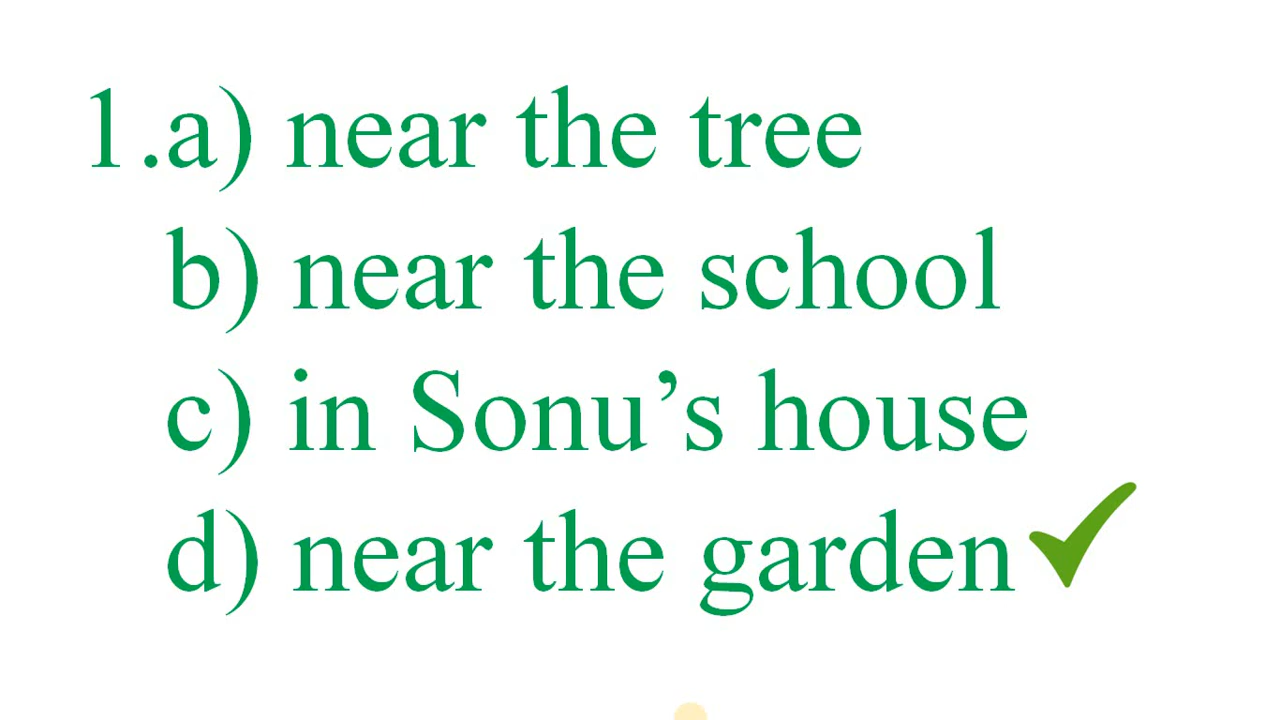 1.a) near the tree
b) near the school
c) in Sonu’s house
d) near the garden